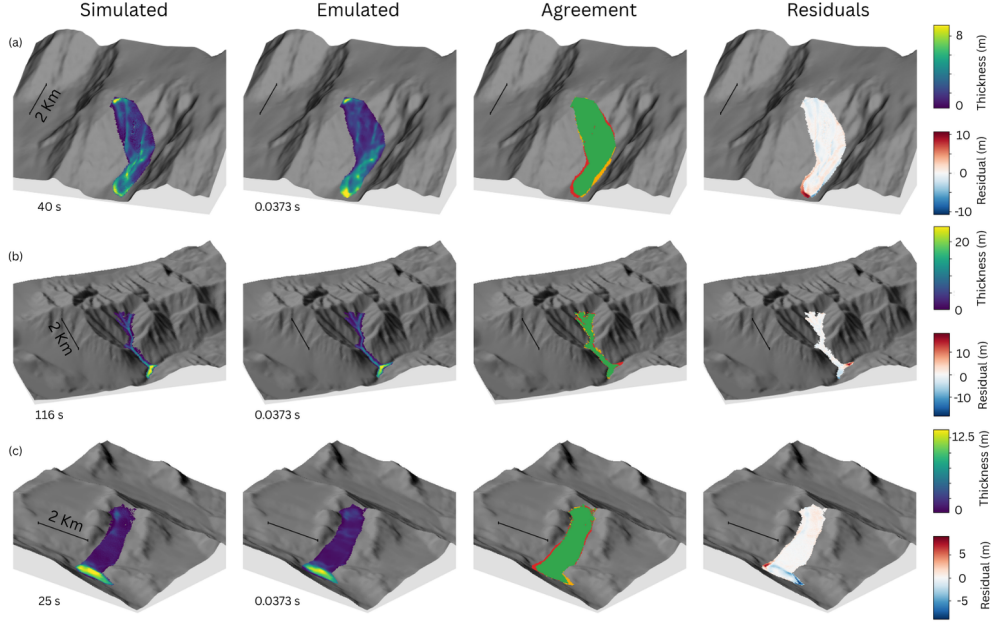 Simulated Emulated Agreement Residuals
(a)
8
Thickness (m)
0
2 Km
10
0
-10
Residual (m)
40 s 0.0373 s
(b)
20
Thickness (m)
0
2 Km
10
0
-10
Residual (m)
116 s 0.0373 s
(c)
12.5
Thickness (m)
0
2 Km
5
0
-5
Residual (m)
25 s 0.0373 s